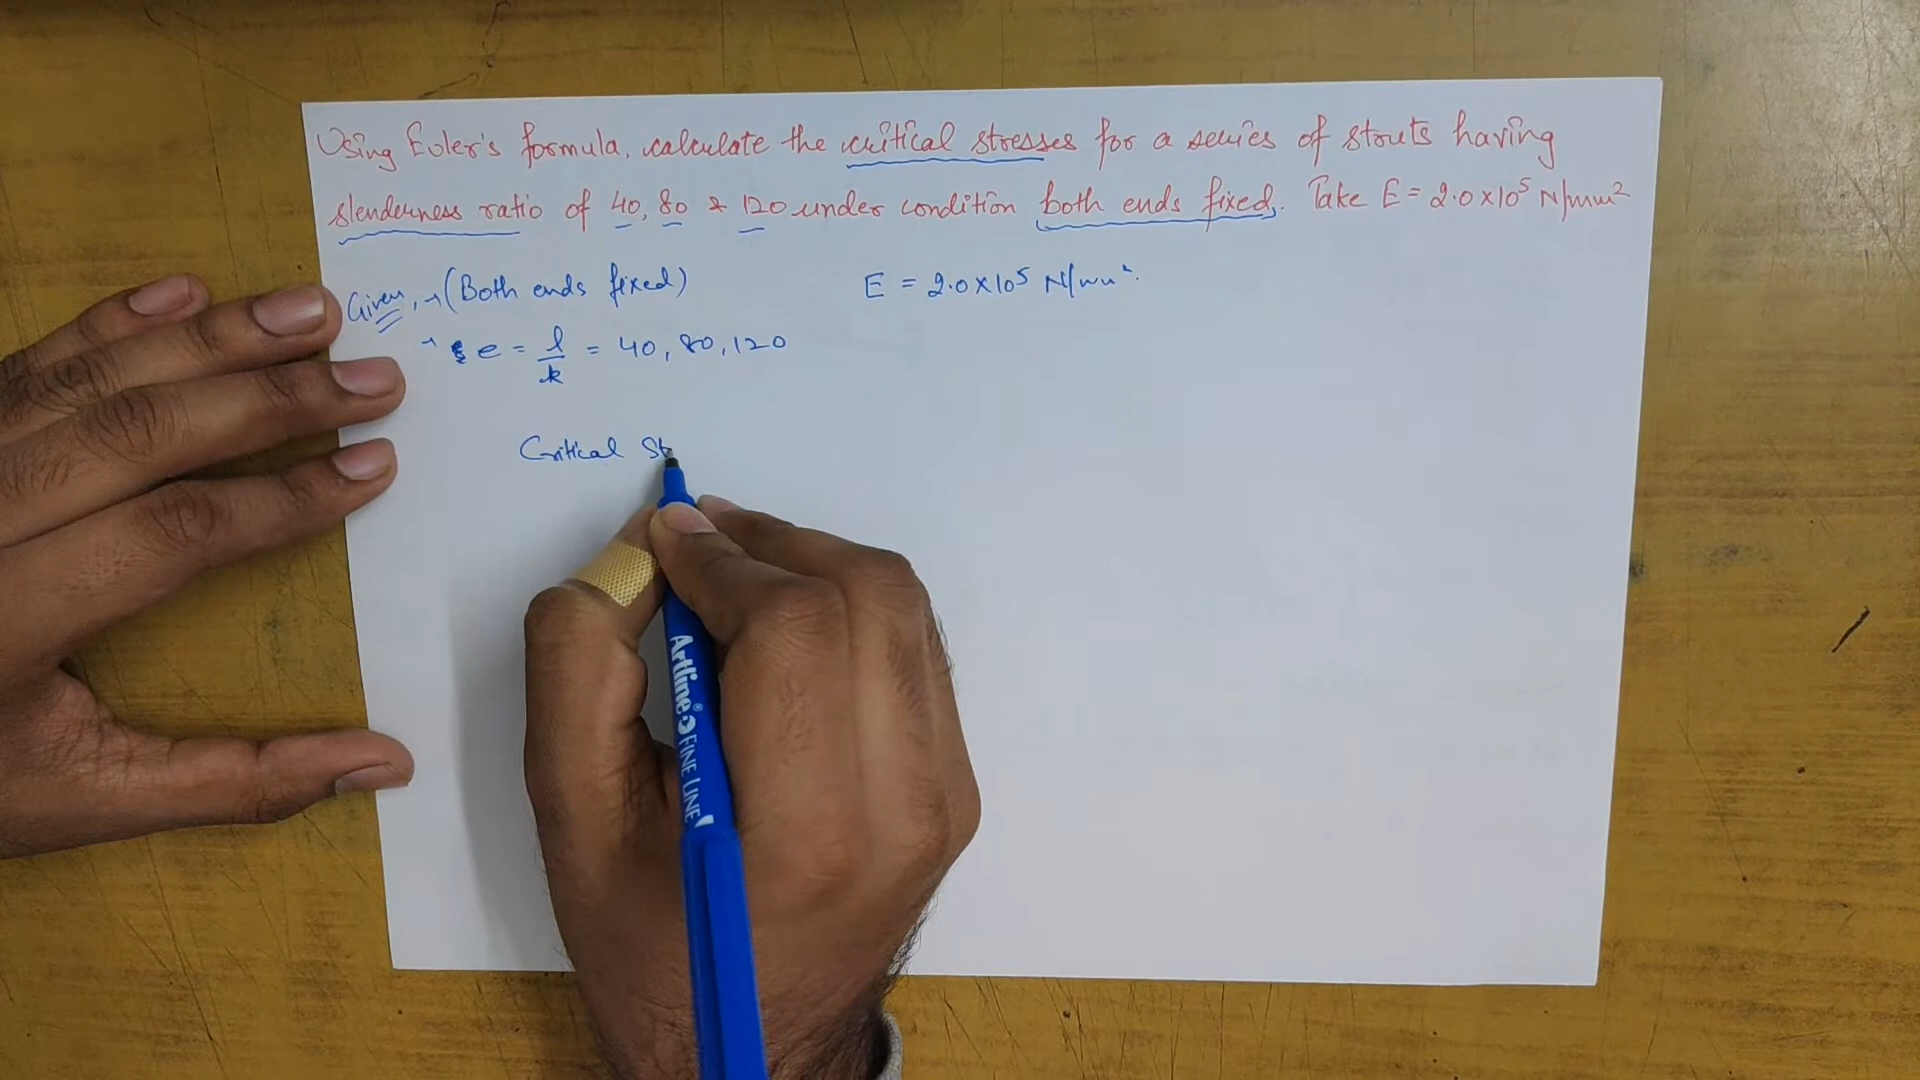 Using Euler's formula, calculate the critical stresses for a series of struts having
slenderness ratio of 40, 80 & 120 under condition both ends fixed. Take E = 2.0×10⁵ N/mm²
Given, → (Both ends fixed)
E = 2.0×10⁵ N/mm².
→ e = l/k = 40, 80, 120
Critical St
Artline® FINE LINE